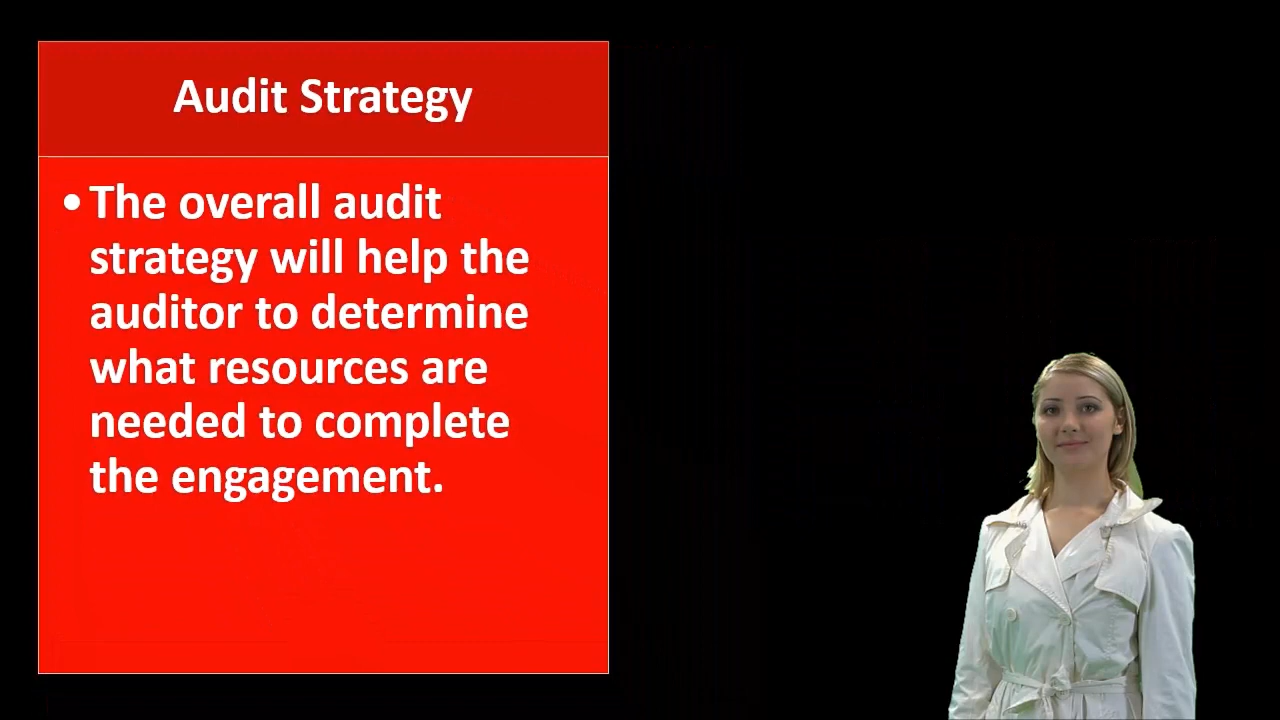 Audit Strategy
•The overall audit
strategy will help the
auditor to determine
what resources are
needed to complete
the engagement.